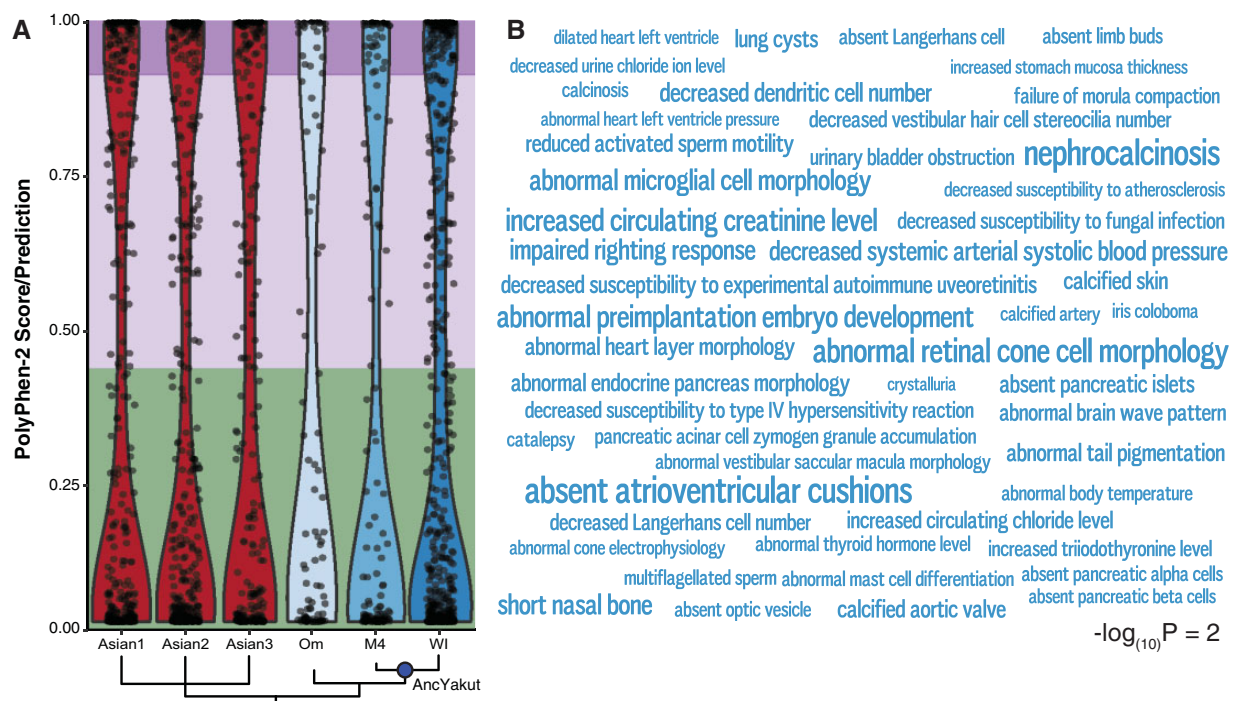 A
PolyPhen-2 Score/Prediction
1.00
0.75
0.50
0.25
0.00
Asian1 Asian2 Asian3 Om M4 WI
AncYakut
B
dilated heart left ventricle lung cysts absent Langerhans cell absent limb buds
decreased urine chloride ion level increased stomach mucosa thickness
calcinosis decreased dendritic cell number failure of morula compaction
abnormal heart left ventricle pressure decreased vestibular hair cell stereocilia number
reduced activated sperm motility urinary bladder obstruction nephrocalcinosis
abnormal microglial cell morphology decreased susceptibility to atherosclerosis
increased circulating creatinine level decreased susceptibility to fungal infection
impaired righting response decreased systemic arterial systolic blood pressure
decreased susceptibility to experimental autoimmune uveoretinitis calcified skin
abnormal preimplantation embryo development calcified artery iris coloboma
abnormal heart layer morphology abnormal retinal cone cell morphology
abnormal endocrine pancreas morphology crystalluria absent pancreatic islets
decreased susceptibility to type IV hypersensitivity reaction abnormal brain wave pattern
catalepsy pancreatic acinar cell zymogen granule accumulation
abnormal vestibular saccular macula morphology abnormal tail pigmentation
absent atrioventricular cushions abnormal body temperature
decreased Langerhans cell number increased circulating chloride level
abnormal cone electrophysiology abnormal thyroid hormone level increased triiodothyronine level
multiflagellated sperm abnormal mast cell differentiation absent pancreatic alpha cells
short nasal bone absent optic vesicle calcified aortic valve absent pancreatic beta cells
-log(10)P = 2